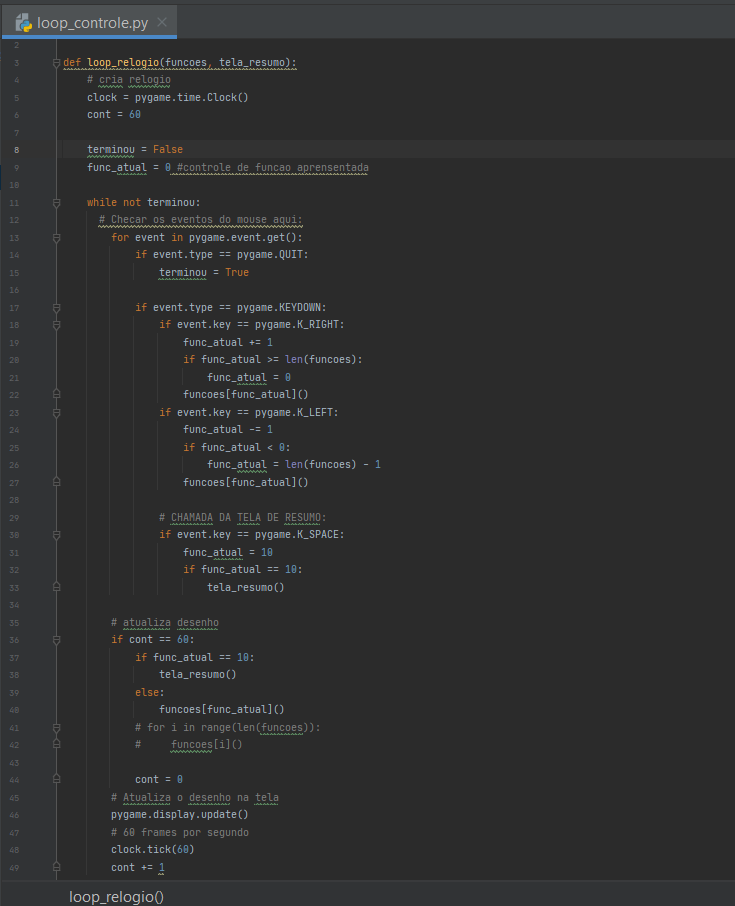 loop_controle.py
2
3 def loop_relogio(funcoes, tela_resumo):
4 # cria relogio
5 clock = pygame.time.Clock()
6 cont = 60
7
8 terminou = False
9 func_atual = 0 #controle de funcao aprensentada
10
11 while not terminou:
12 # Checar os eventos do mouse aqui:
13 for event in pygame.event.get():
14 if event.type == pygame.QUIT:
15 terminou = True
16
17 if event.type == pygame.KEYDOWN:
18 if event.key == pygame.K_RIGHT:
19 func_atual += 1
20 if func_atual >= len(funcoes):
21 func_atual = 0
22 funcoes[func_atual]()
23 if event.key == pygame.K_LEFT:
24 func_atual -= 1
25 if func_atual < 0:
26 func_atual = len(funcoes) - 1
27 funcoes[func_atual]()
28
29 # CHAMADA DA TELA DE RESUMO:
30 if event.key == pygame.K_SPACE:
31 func_atual = 10
32 if func_atual == 10:
33 tela_resumo()
34
35 # atualiza desenho
36 if cont == 60:
37 if func_atual == 10:
38 tela_resumo()
39 else:
40 funcoes[func_atual]()
41 # for i in range(len(funcoes)):
42 # funcoes[i]()
43
44 cont = 0
45 # Atualiza o desenho na tela
46 pygame.display.update()
47 # 60 frames por segundo
48 clock.tick(60)
49 cont += 1
loop_relogio()